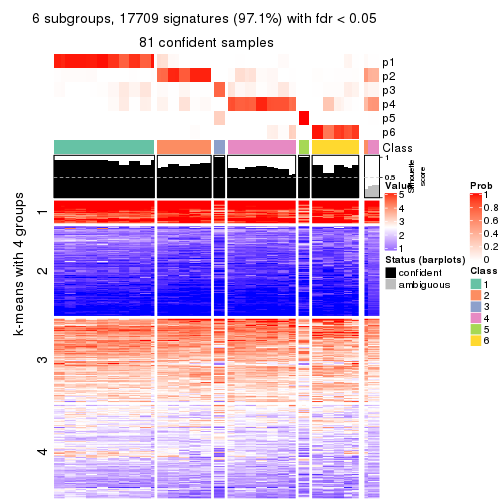 6 subgroups, 17709 signatures (97.1%) with fdr < 0.05
81 confident samples
p1
p2
p3
p4
p5
p6
Class
1
0.5
0
Silhouette
score
k-means with 4 groups
1
2
3
4
Value
5
4
3
2
1
Status (barplots)
confident
ambiguous
Prob
1
0.8
0.6
0.4
0.2
0
Class
1
2
3
4
5
6